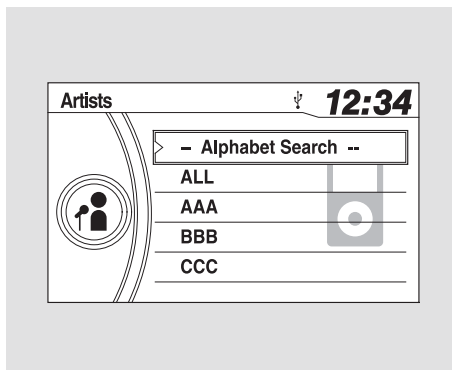 Artists 12:34
– Alphabet Search --
ALL
AAA
BBB
CCC